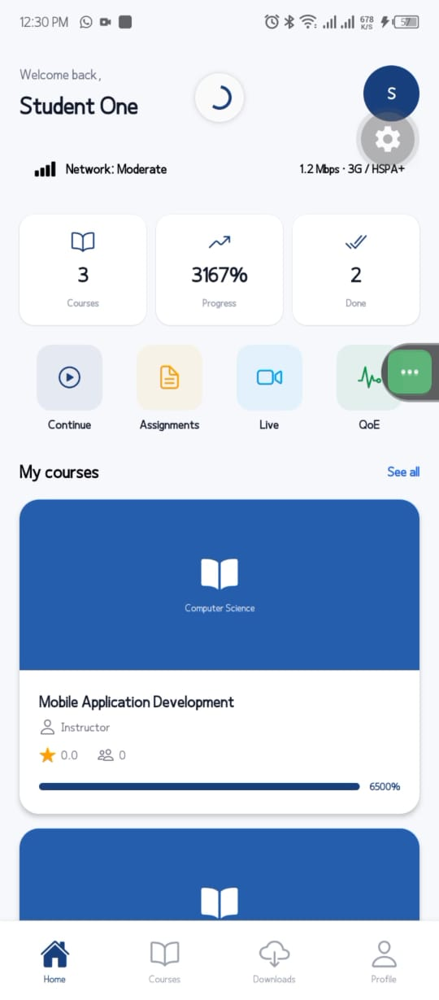 12:30 PM
678
K/S
57
Welcome back,
Student One
S
Network: Moderate
1.2 Mbps · 3G / HSPA+
3
Courses
3167%
Progress
2
Done
Continue
Assignments
Live
QoE
My courses
See all
Computer Science
Mobile Application Development
Instructor
0.0
0
6500%
Home
Courses
Downloads
Profile